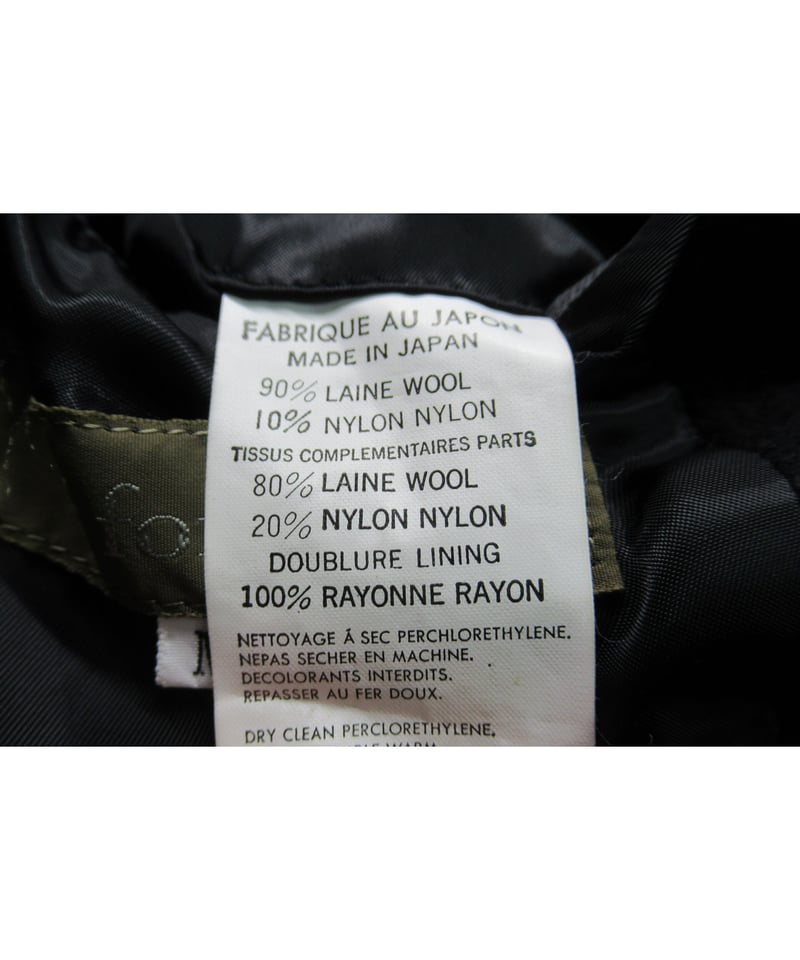 FABRIQUE AU JAPON
MADE IN JAPAN
90% LAINE WOOL
10% NYLON NYLON
TISSUS COMPLEMENTAIRES PARTS
80% LAINE WOOL
20% NYLON NYLON
DOUBLURE LINING
100% RAYONNE RAYON
NETTOYAGE Á SEC PERCHLORETHYLENE.
NEPAS SECHER EN MACHINE.
DECOLORANTS INTERDITS.
REPASSER AU FER DOUX.
DRY CLEAN PERCLORETHYLENE.